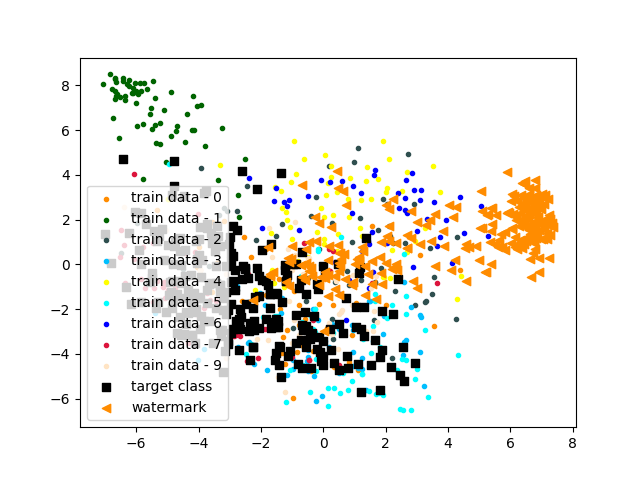 8
6
4
2
0
−2
−4
−6
train data - 0
train data - 1
train data - 2
train data - 3
train data - 4
train data - 5
train data - 6
train data - 7
train data - 9
target class
watermark
−6 −4 −2 0 2 4 6 8